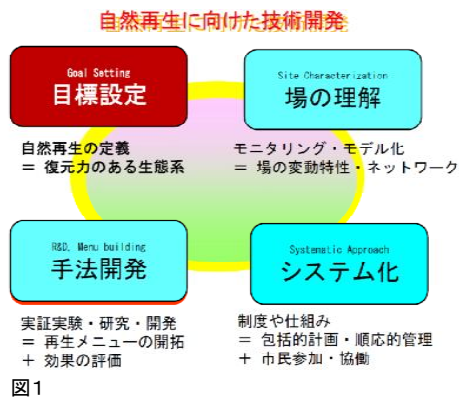 自然再生に向けた技術開発
Goal Setting
目標設定
自然再生の定義
= 復元力のある生態系
Site Characterization
場の理解
モニタリング・モデル化
= 場の変動特性・ネットワーク
R&D, Menu building
手法開発
実証実験・研究・開発
= 再生メニューの開拓
+ 効果の評価
Systematic Approach
システム化
制度や仕組み
= 包括的計画・順応的管理
+ 市民参加・協働
図1